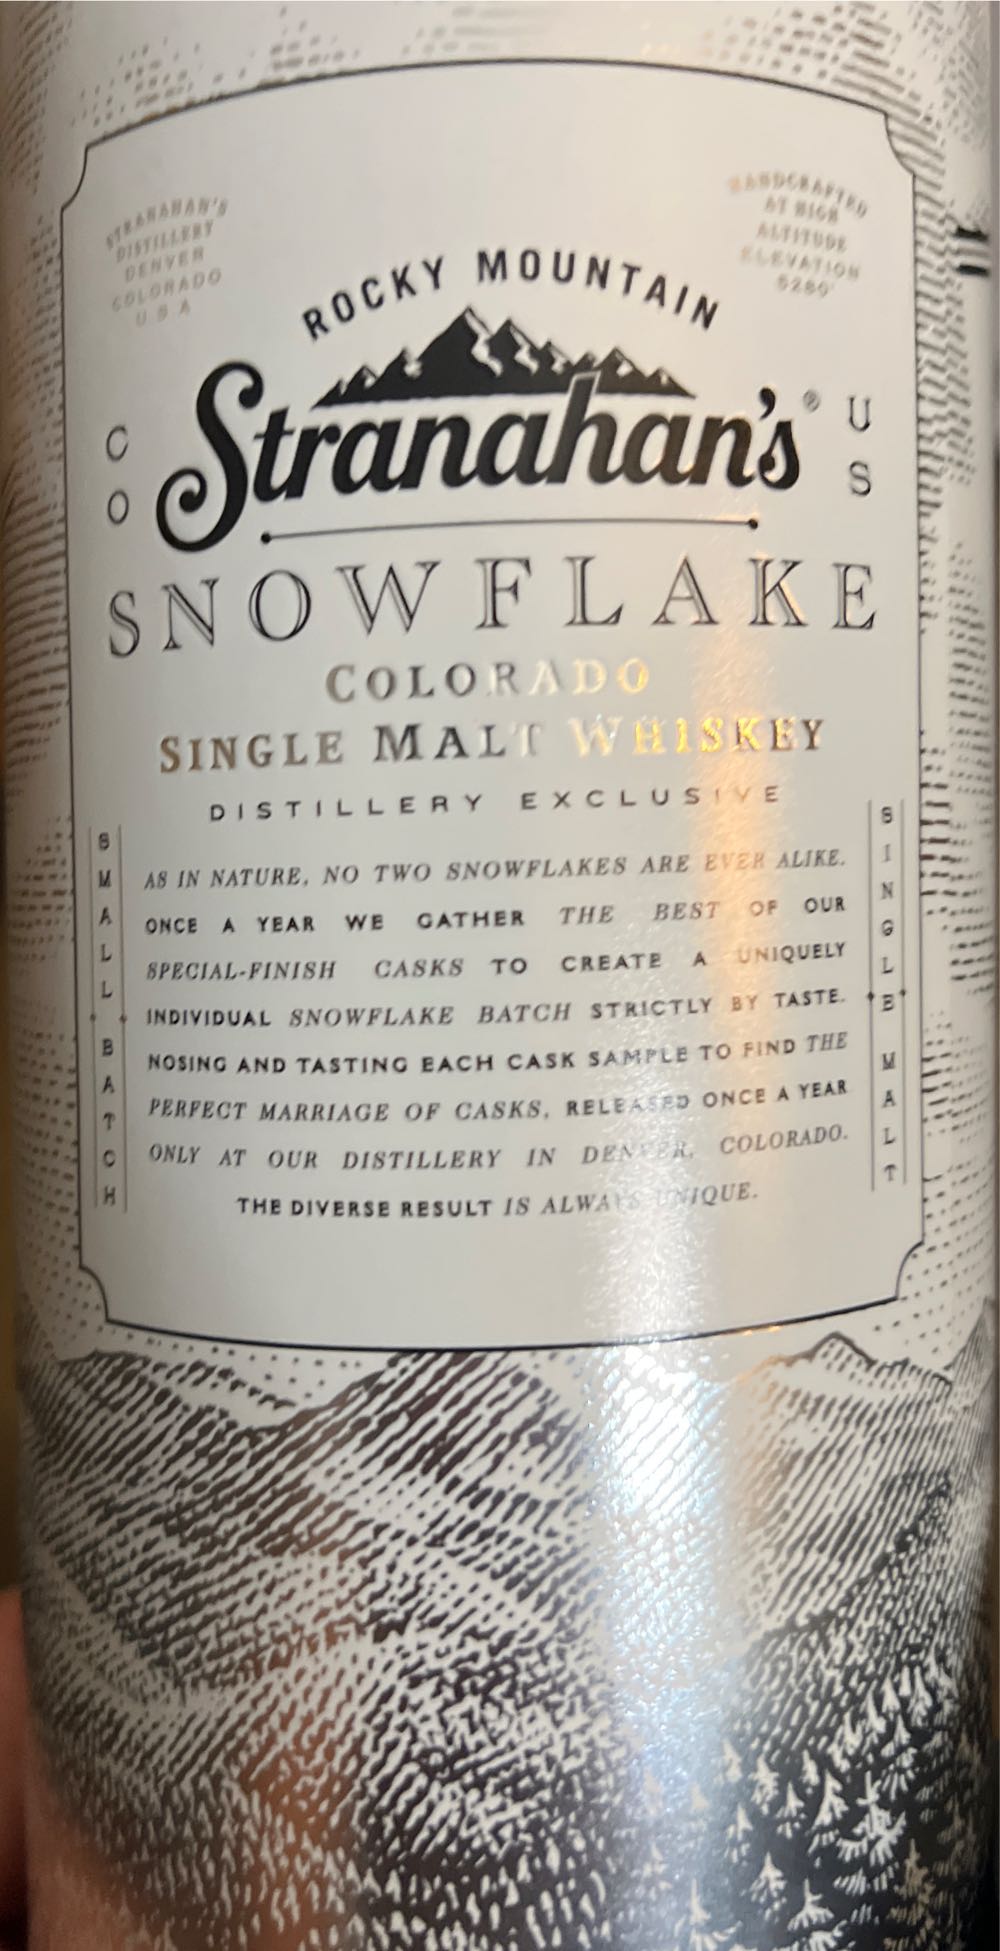 STRANAHAN'S
DISTILLERY
DENVER
COLORADO
USA
HANDCRAFTED
AT HIGH
ALTITUDE
ELEVATION
5280'
ROCKY MOUNTAIN
CO
Stranahan's®
US
SNOWFLAKE
COLORADO
SINGLE MALT WHISKEY
DISTILLERY EXCLUSIVE
SMALL BATCH
AS IN NATURE, NO TWO SNOWFLAKES ARE EVER ALIKE.
ONCE A YEAR WE GATHER THE BEST OF OUR
SPECIAL-FINISH CASKS TO CREATE A UNIQUELY
INDIVIDUAL SNOWFLAKE BATCH STRICTLY BY TASTE.
NOSING AND TASTING EACH CASK SAMPLE TO FIND THE
PERFECT MARRIAGE OF CASKS, RELEASED ONCE A YEAR
ONLY AT OUR DISTILLERY IN DENVER, COLORADO.
THE DIVERSE RESULT IS ALWAYS UNIQUE.
SINGLE MALT